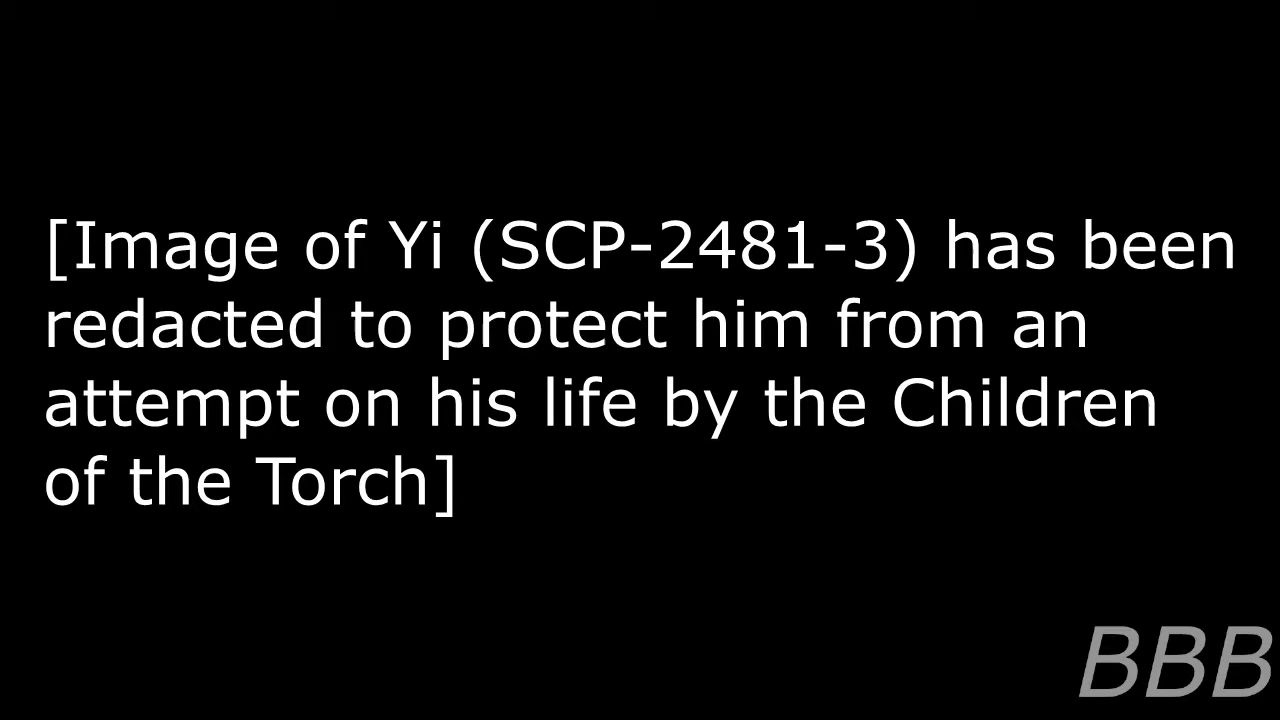 [Image of Yi (SCP-2481-3) has been
redacted to protect him from an
attempt on his life by the Children
of the Torch]
BBB